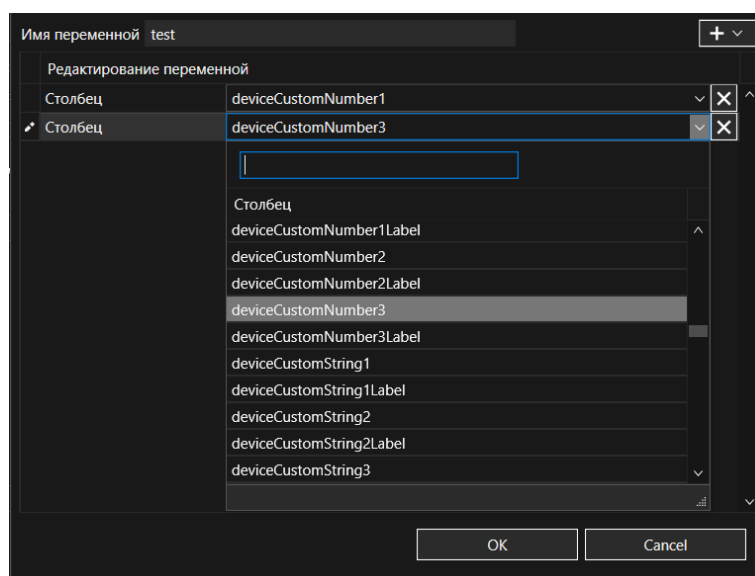 Имя переменной test
Редактирование переменной
Столбец deviceCustomNumber1
Столбец deviceCustomNumber3
Столбец
deviceCustomNumber1Label
deviceCustomNumber2
deviceCustomNumber2Label
deviceCustomNumber3
deviceCustomNumber3Label
deviceCustomString1
deviceCustomString1Label
deviceCustomString2
deviceCustomString2Label
deviceCustomString3
OK Cancel